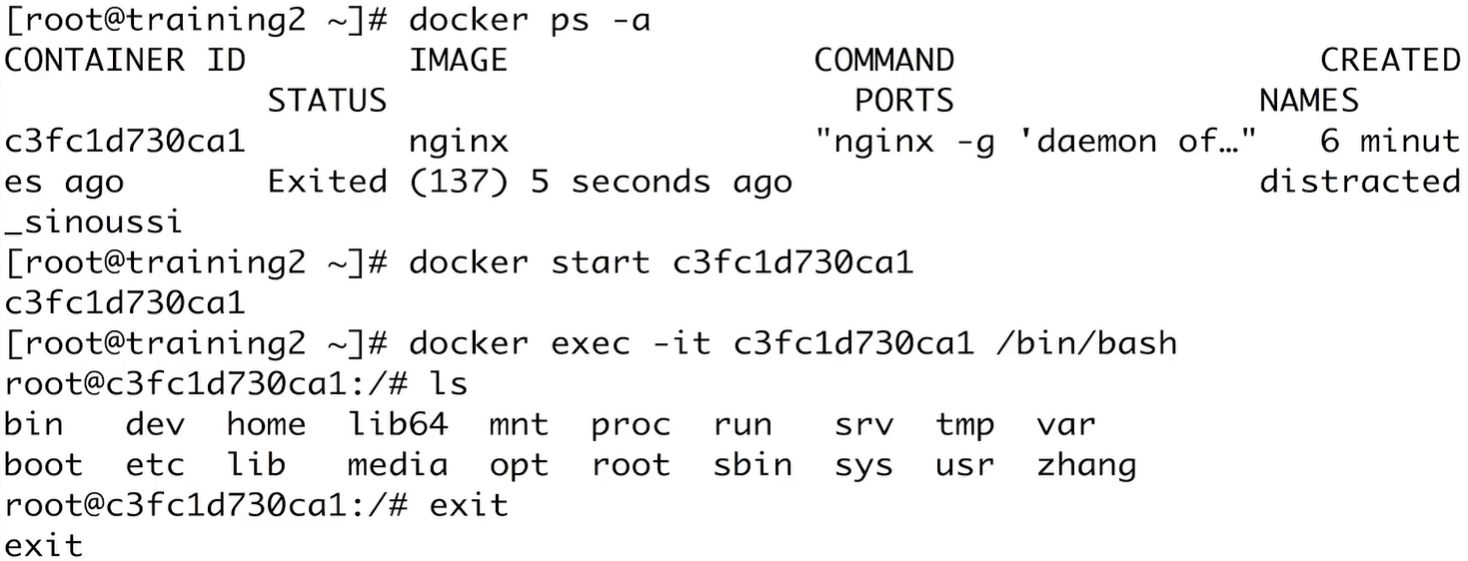 [root@training2 ~]# docker ps -a
CONTAINER ID        IMAGE               COMMAND                  CREATED
             STATUS                       PORTS               NAMES
c3fc1d730ca1        nginx               "nginx -g 'daemon of…"   6 minut
es ago       Exited (137) 5 seconds ago                       distracted
_sinoussi
[root@training2 ~]# docker start c3fc1d730ca1
c3fc1d730ca1
[root@training2 ~]# docker exec -it c3fc1d730ca1 /bin/bash
root@c3fc1d730ca1:/# ls
bin   dev  home  lib64  mnt  proc  run   srv  tmp  var
boot  etc  lib   media  opt  root  sbin  sys  usr  zhang
root@c3fc1d730ca1:/# exit
exit